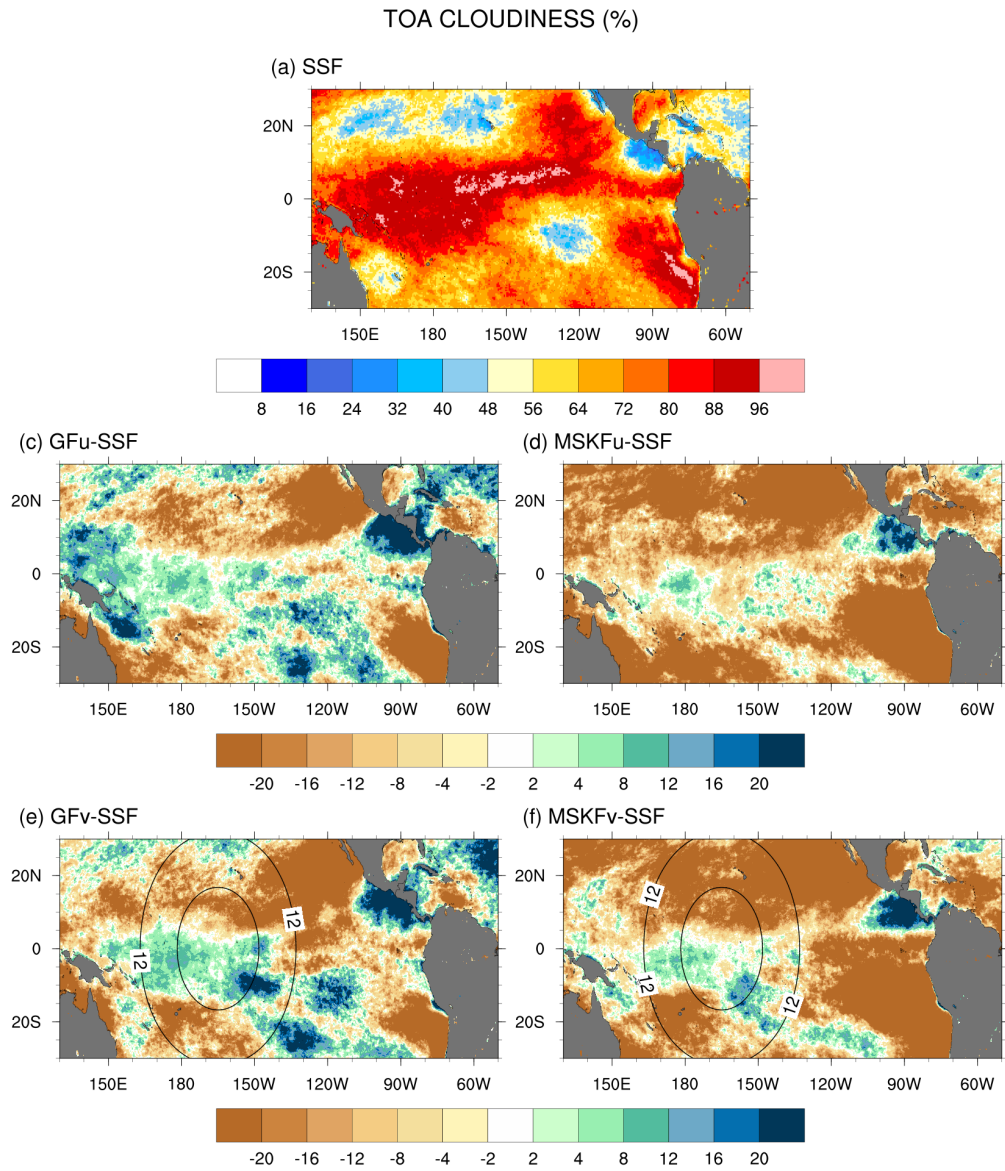 TOA CLOUDINESS (%)
(a) SSF
20N
0
20S
150E 180 150W 120W 90W 60W
8 16 24 32 40 48 56 64 72 80 88 96
(c) GFu-SSF
(d) MSKFu-SSF
20N
0
20S
150E 180 150W 120W 90W 60W
20N
0
20S
150E 180 150W 120W 90W 60W
-20 -16 -12 -8 -4 -2 2 4 8 12 16 20
(e) GFv-SSF
(f) MSKFv-SSF
20N
0
20S
12
12
150E 180 150W 120W 90W 60W
20N
0
20S
12
12
12
150E 180 150W 120W 90W 60W
-20 -16 -12 -8 -4 -2 2 4 8 12 16 20